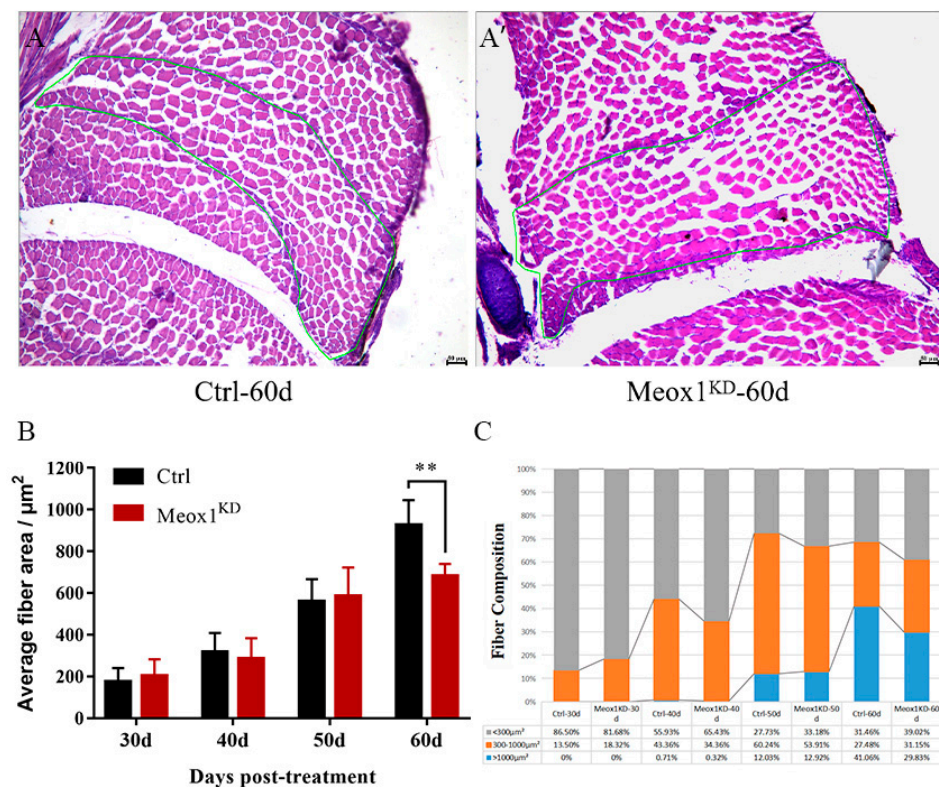 A
A′
50 μm
50 μm
Ctrl-60d
Meox1KD-60d
B
Average fiber area / μm²
1200
1000
800
600
400
200
0
Ctrl
Meox1KD
**
30d
40d
50d
60d
Days post-treatment
C
Fiber Composition
100%
90%
80%
70%
60%
50%
40%
30%
20%
10%
0%
Ctrl-30d Meox1KD-30d Ctrl-40d Meox1KD-40d Ctrl-50d Meox1KD-50d Ctrl-60d Meox1KD-60d
<300μm² 86.50% 81.68% 55.93% 65.43% 27.73% 33.18% 31.46% 39.02%
300-1000μm² 13.50% 18.32% 43.36% 34.36% 60.24% 53.91% 27.48% 31.15%
>1000μm² 0% 0% 0.71% 0.32% 12.03% 12.92% 41.06% 29.83%